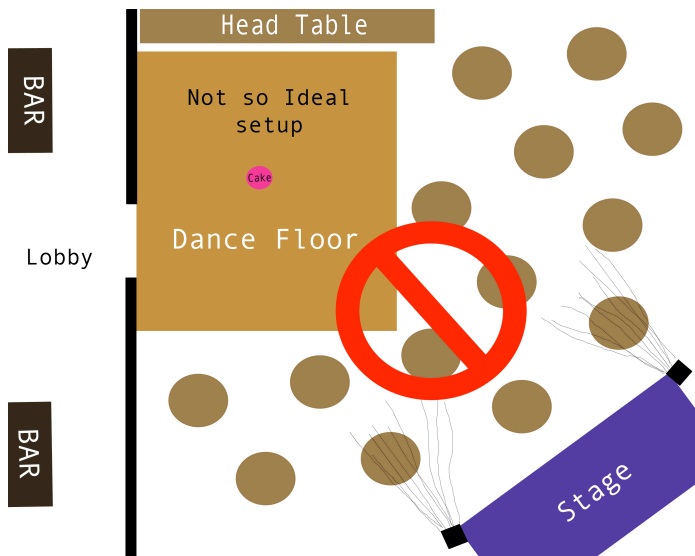 Head Table
BAR
Not so Ideal
setup
Cake
Dance Floor
Lobby
BAR
Stage